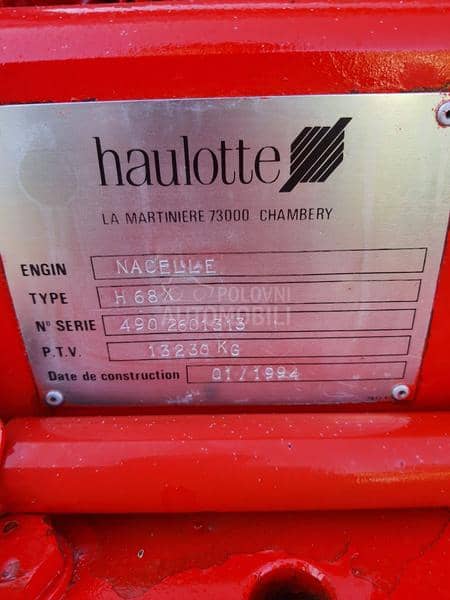 haulotte
LA MARTINIERE 73000 CHAMBERY
ENGIN NACELLE
TYPE H 68X
POLOVNI
AUTOMOBILI
N° SERIE 490 2601313
P.T.V. 13230 KG
Date de construction 01/1994